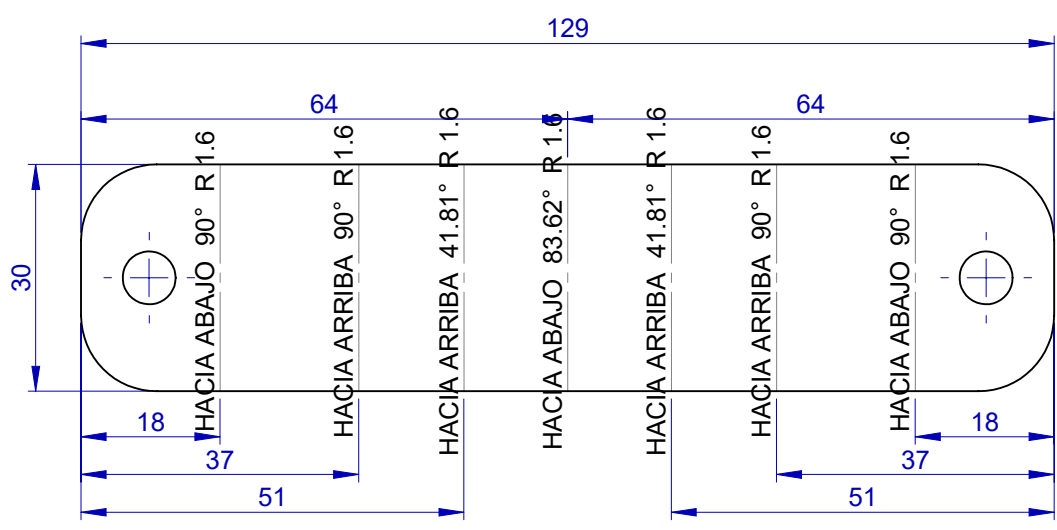 129
64
64
HACIA ABAJO 90° R 1.6
HACIA ARRIBA 90° R 1.6
HACIA ARRIBA 41.81° R 1.6
HACIA ABAJO 83.62° R 1.6
HACIA ARRIBA 41.81° R 1.6
HACIA ARRIBA 90° R 1.6
HACIA ABAJO 90° R 1.6
30
18
18
37
37
51
51